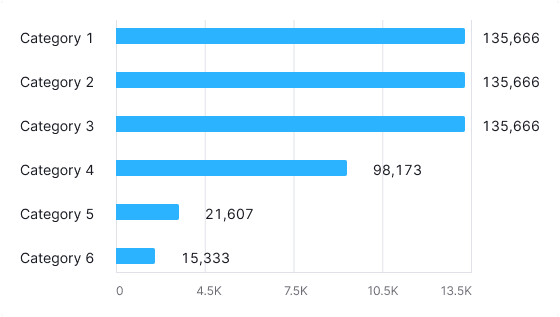 Category 1 135,666
Category 2 135,666
Category 3 135,666
Category 4 98,173
Category 5 21,607
Category 6 15,333
0 4.5K 7.5K 10.5K 13.5K